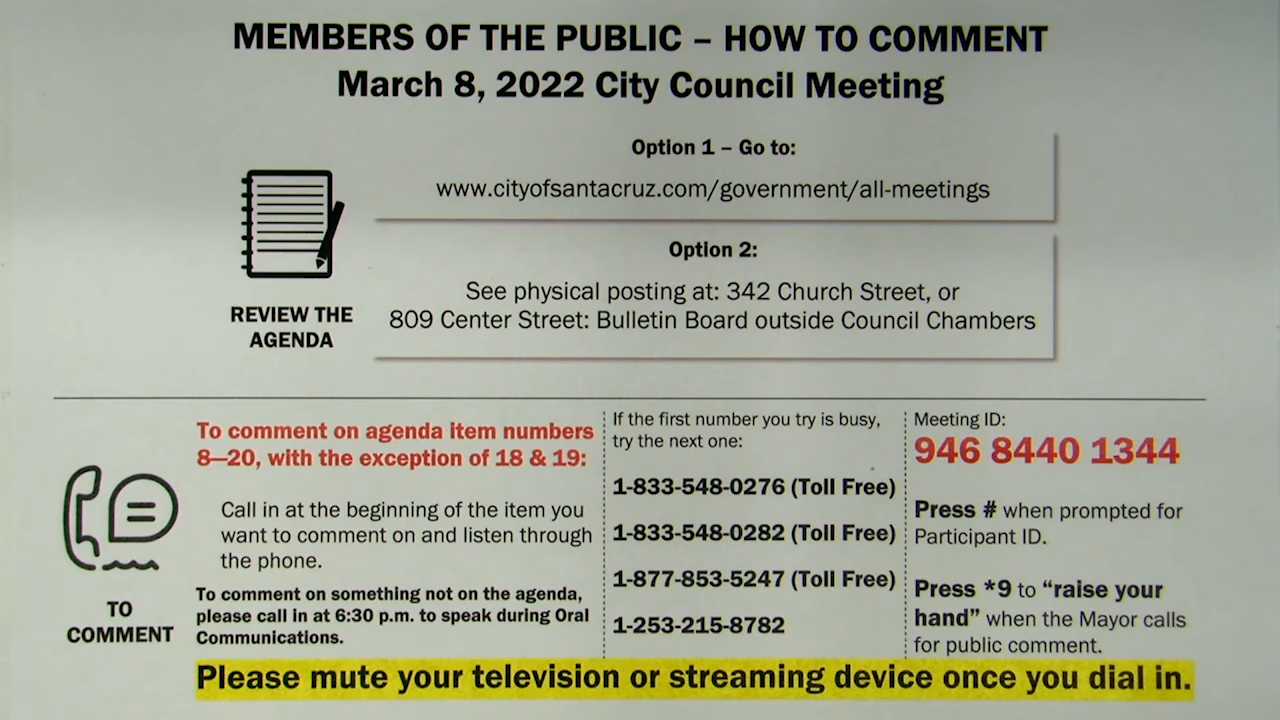 MEMBERS OF THE PUBLIC – HOW TO COMMENT
March 8, 2022 City Council Meeting
Option 1 – Go to:
www.cityofsantacruz.com/government/all-meetings
Option 2:
See physical posting at: 342 Church Street, or
809 Center Street: Bulletin Board outside Council Chambers
REVIEW THE
AGENDA
To comment on agenda item numbers
8—20, with the exception of 18 & 19:
Call in at the beginning of the item you
want to comment on and listen through
the phone.
To comment on something not on the agenda,
please call in at 6:30 p.m. to speak during Oral
Communications.
TO
COMMENT
If the first number you try is busy,
try the next one:
1-833-548-0276 (Toll Free)
1-833-548-0282 (Toll Free)
1-877-853-5247 (Toll Free)
1-253-215-8782
Meeting ID:
946 8440 1344
Press # when prompted for
Participant ID.
Press *9 to “raise your
hand” when the Mayor calls
for public comment.
Please mute your television or streaming device once you dial in.